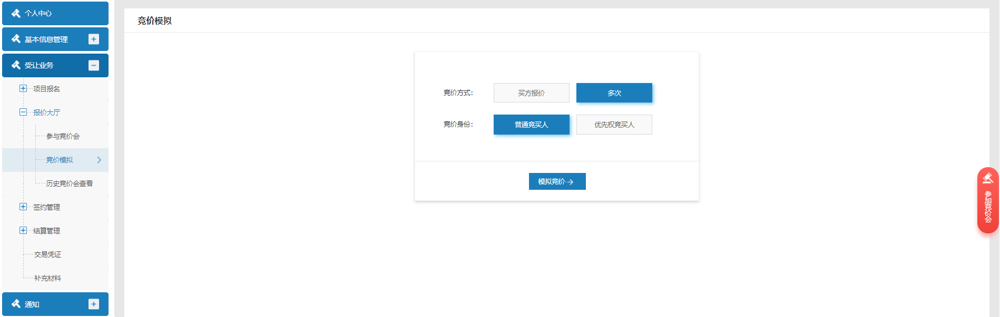 个人中心
基本信息管理
受让业务
项目报名
报价大厅
参与竞价会
竞价模拟
历史竞价会查看
签约管理
结算管理
交易凭证
补充材料
通知
竞价模拟
竞价方式：
买方报价
多次
竞价身份：
普通竞买人
优先权竞买人
模拟竞价→
参加竞价会